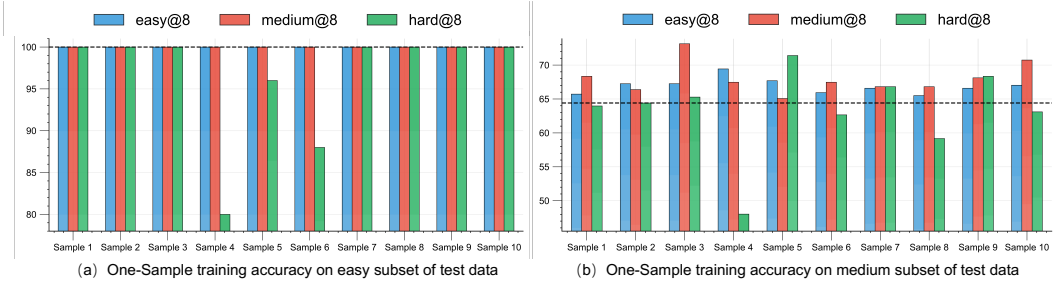 easy@8 medium@8 hard@8
100
95
90
85
80
Sample 1 Sample 2 Sample 3 Sample 4 Sample 5 Sample 6 Sample 7 Sample 8 Sample 9 Sample 10
(a) One-Sample training accuracy on easy subset of test data
easy@8 medium@8 hard@8
70
65
60
55
50
Sample 1 Sample 2 Sample 3 Sample 4 Sample 5 Sample 6 Sample 7 Sample 8 Sample 9 Sample 10
(b) One-Sample training accuracy on medium subset of test data